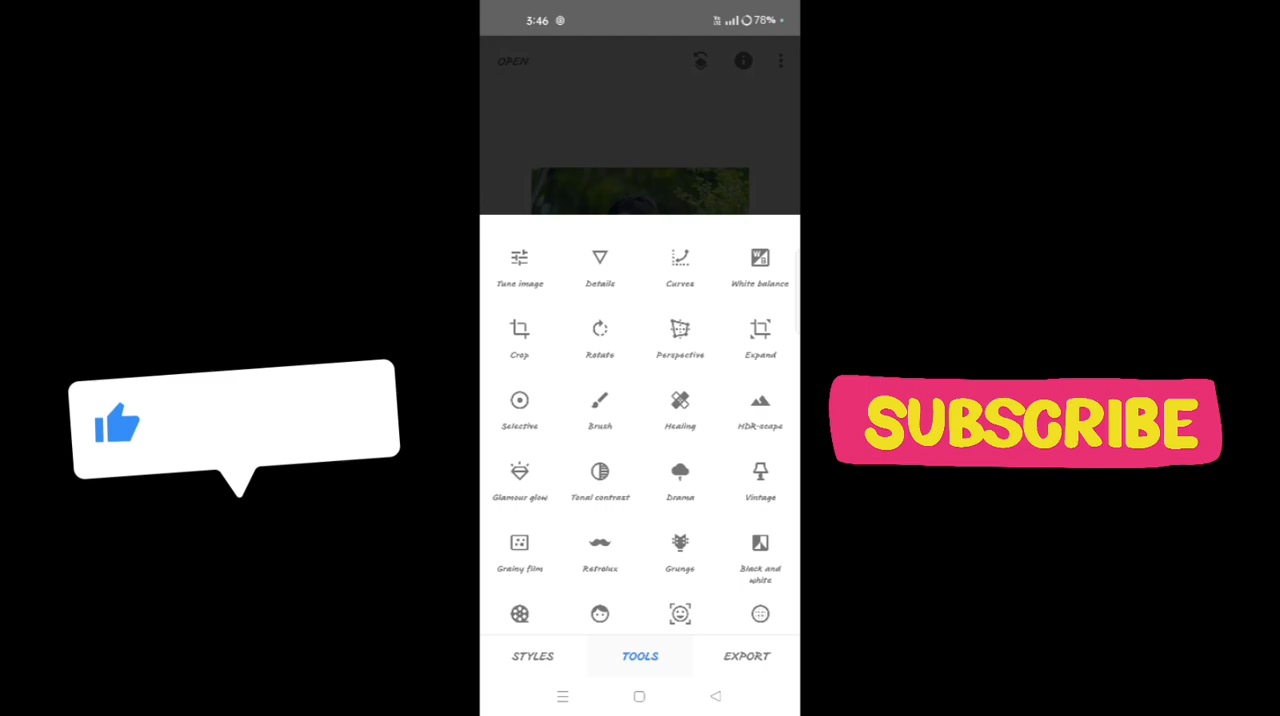 3:46 78%
OPEN
Tune image Details Curves White balance
Crop Rotate Perspective Expand
Selective Brush Healing HDR-scape
Glamour glow Tonal contrast Drama Vintage
Grainy film Retrolux Grunge Black and white
STYLES TOOLS EXPORT
SUBSCRIBE